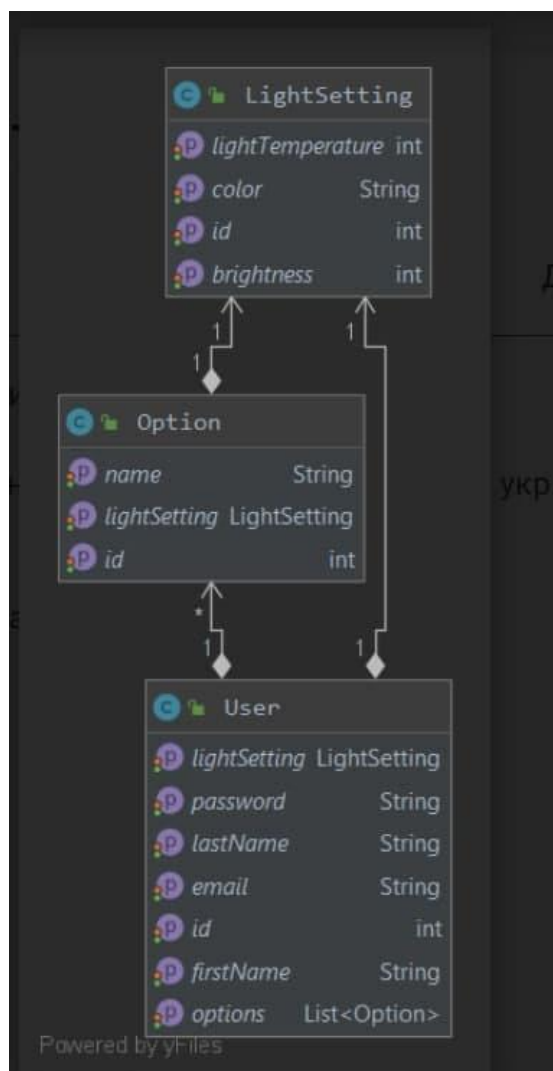 LightSetting
lightTemperature int
color String
id int
brightness int
1
1
1
Option
name String
lightSetting LightSetting
id int
укр
*
1
1
User
lightSetting LightSetting
password String
lastName String
email String
id int
firstName String
options List<Option>
Powered by yFiles